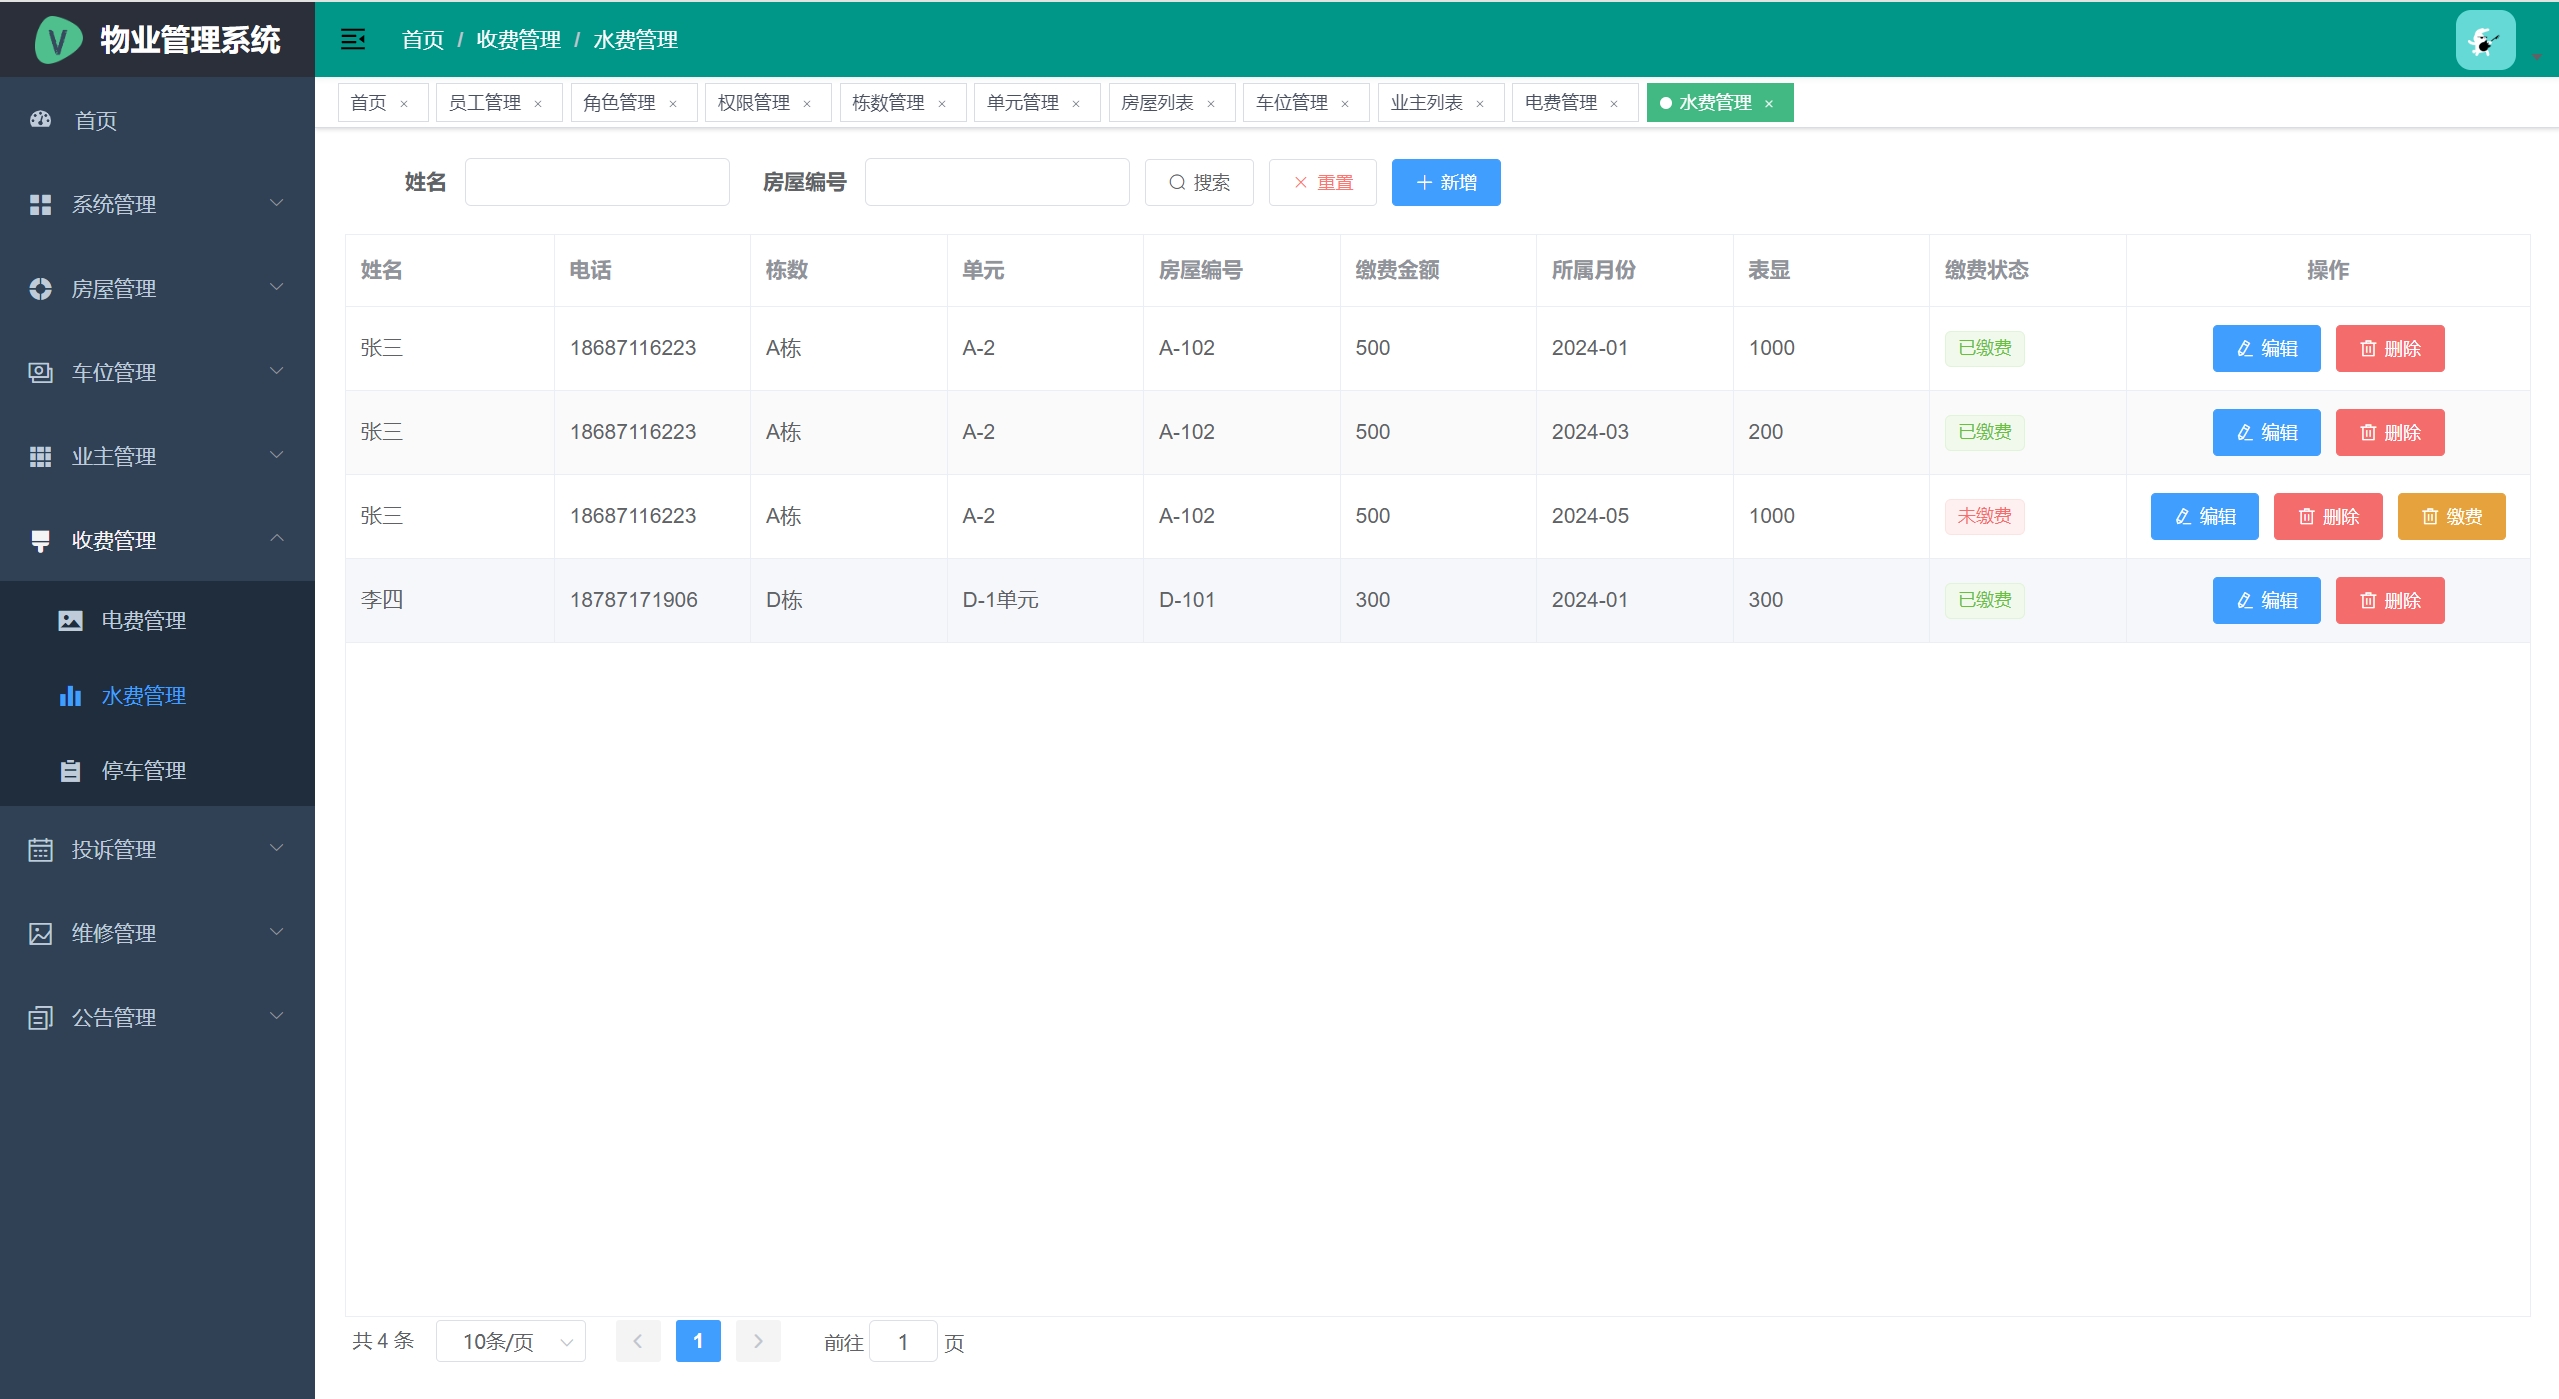 物业管理系统
首页 / 收费管理 / 水费管理
首页 × 员工管理 × 角色管理 × 权限管理 × 栋数管理 × 单元管理 × 房屋列表 × 车位管理 × 业主列表 × 电费管理 × 水费管理 ×
首页
系统管理
房屋管理
车位管理
业主管理
收费管理
电费管理
水费管理
停车管理
投诉管理
维修管理
公告管理
姓名 房屋编号 搜索 重置 新增
姓名 电话 栋数 单元 房屋编号 缴费金额 所属月份 表显 缴费状态 操作
张三 18687116223 A栋 A-2 A-102 500 2024-01 1000 已缴费 编辑 删除
张三 18687116223 A栋 A-2 A-102 500 2024-03 200 已缴费 编辑 删除
张三 18687116223 A栋 A-2 A-102 500 2024-05 1000 未缴费 编辑 删除 缴费
李四 18787171906 D栋 D-1单元 D-101 300 2024-01 300 已缴费 编辑 删除
共 4 条 10条/页 1 前往 1 页